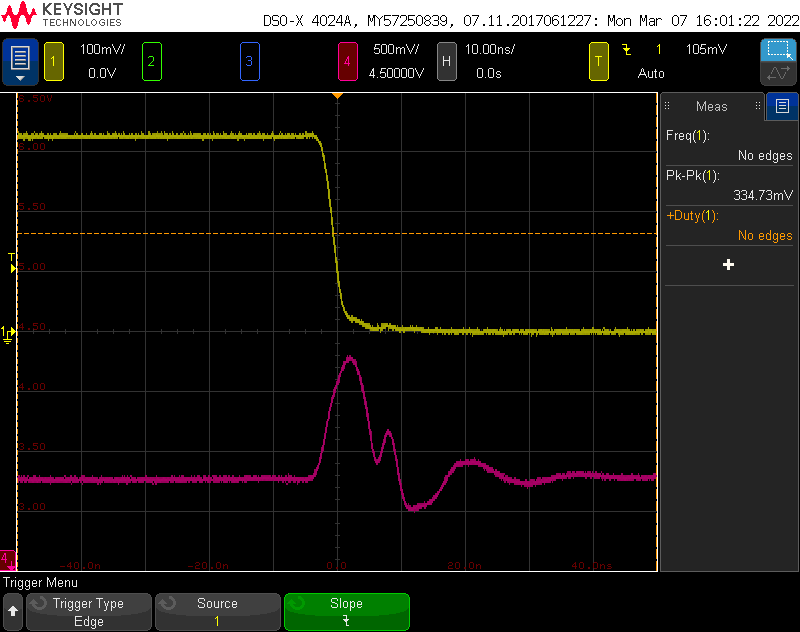 KEYSIGHT
TECHNOLOGIES
DSO-X 4024A, MY57250839, 07.11.2017061227: Mon Mar 07 16:01:22 2022
1 100mV/ 0.0V 2 3 4 500mV/ 4.50000V H 10.00ns/ 0.0s T 1 105mV Auto
Meas
Freq(1):
No edges
Pk-Pk(1):
334.73mV
+Duty(1):
No edges
6.50V
6.00
5.50
T
5.00
1 4.50
4.00
3.50
3.00
4 -40.0n -20.0n 0.0 20.0n 40.0n
Trigger Menu
Trigger Type
Edge
Source
1
Slope